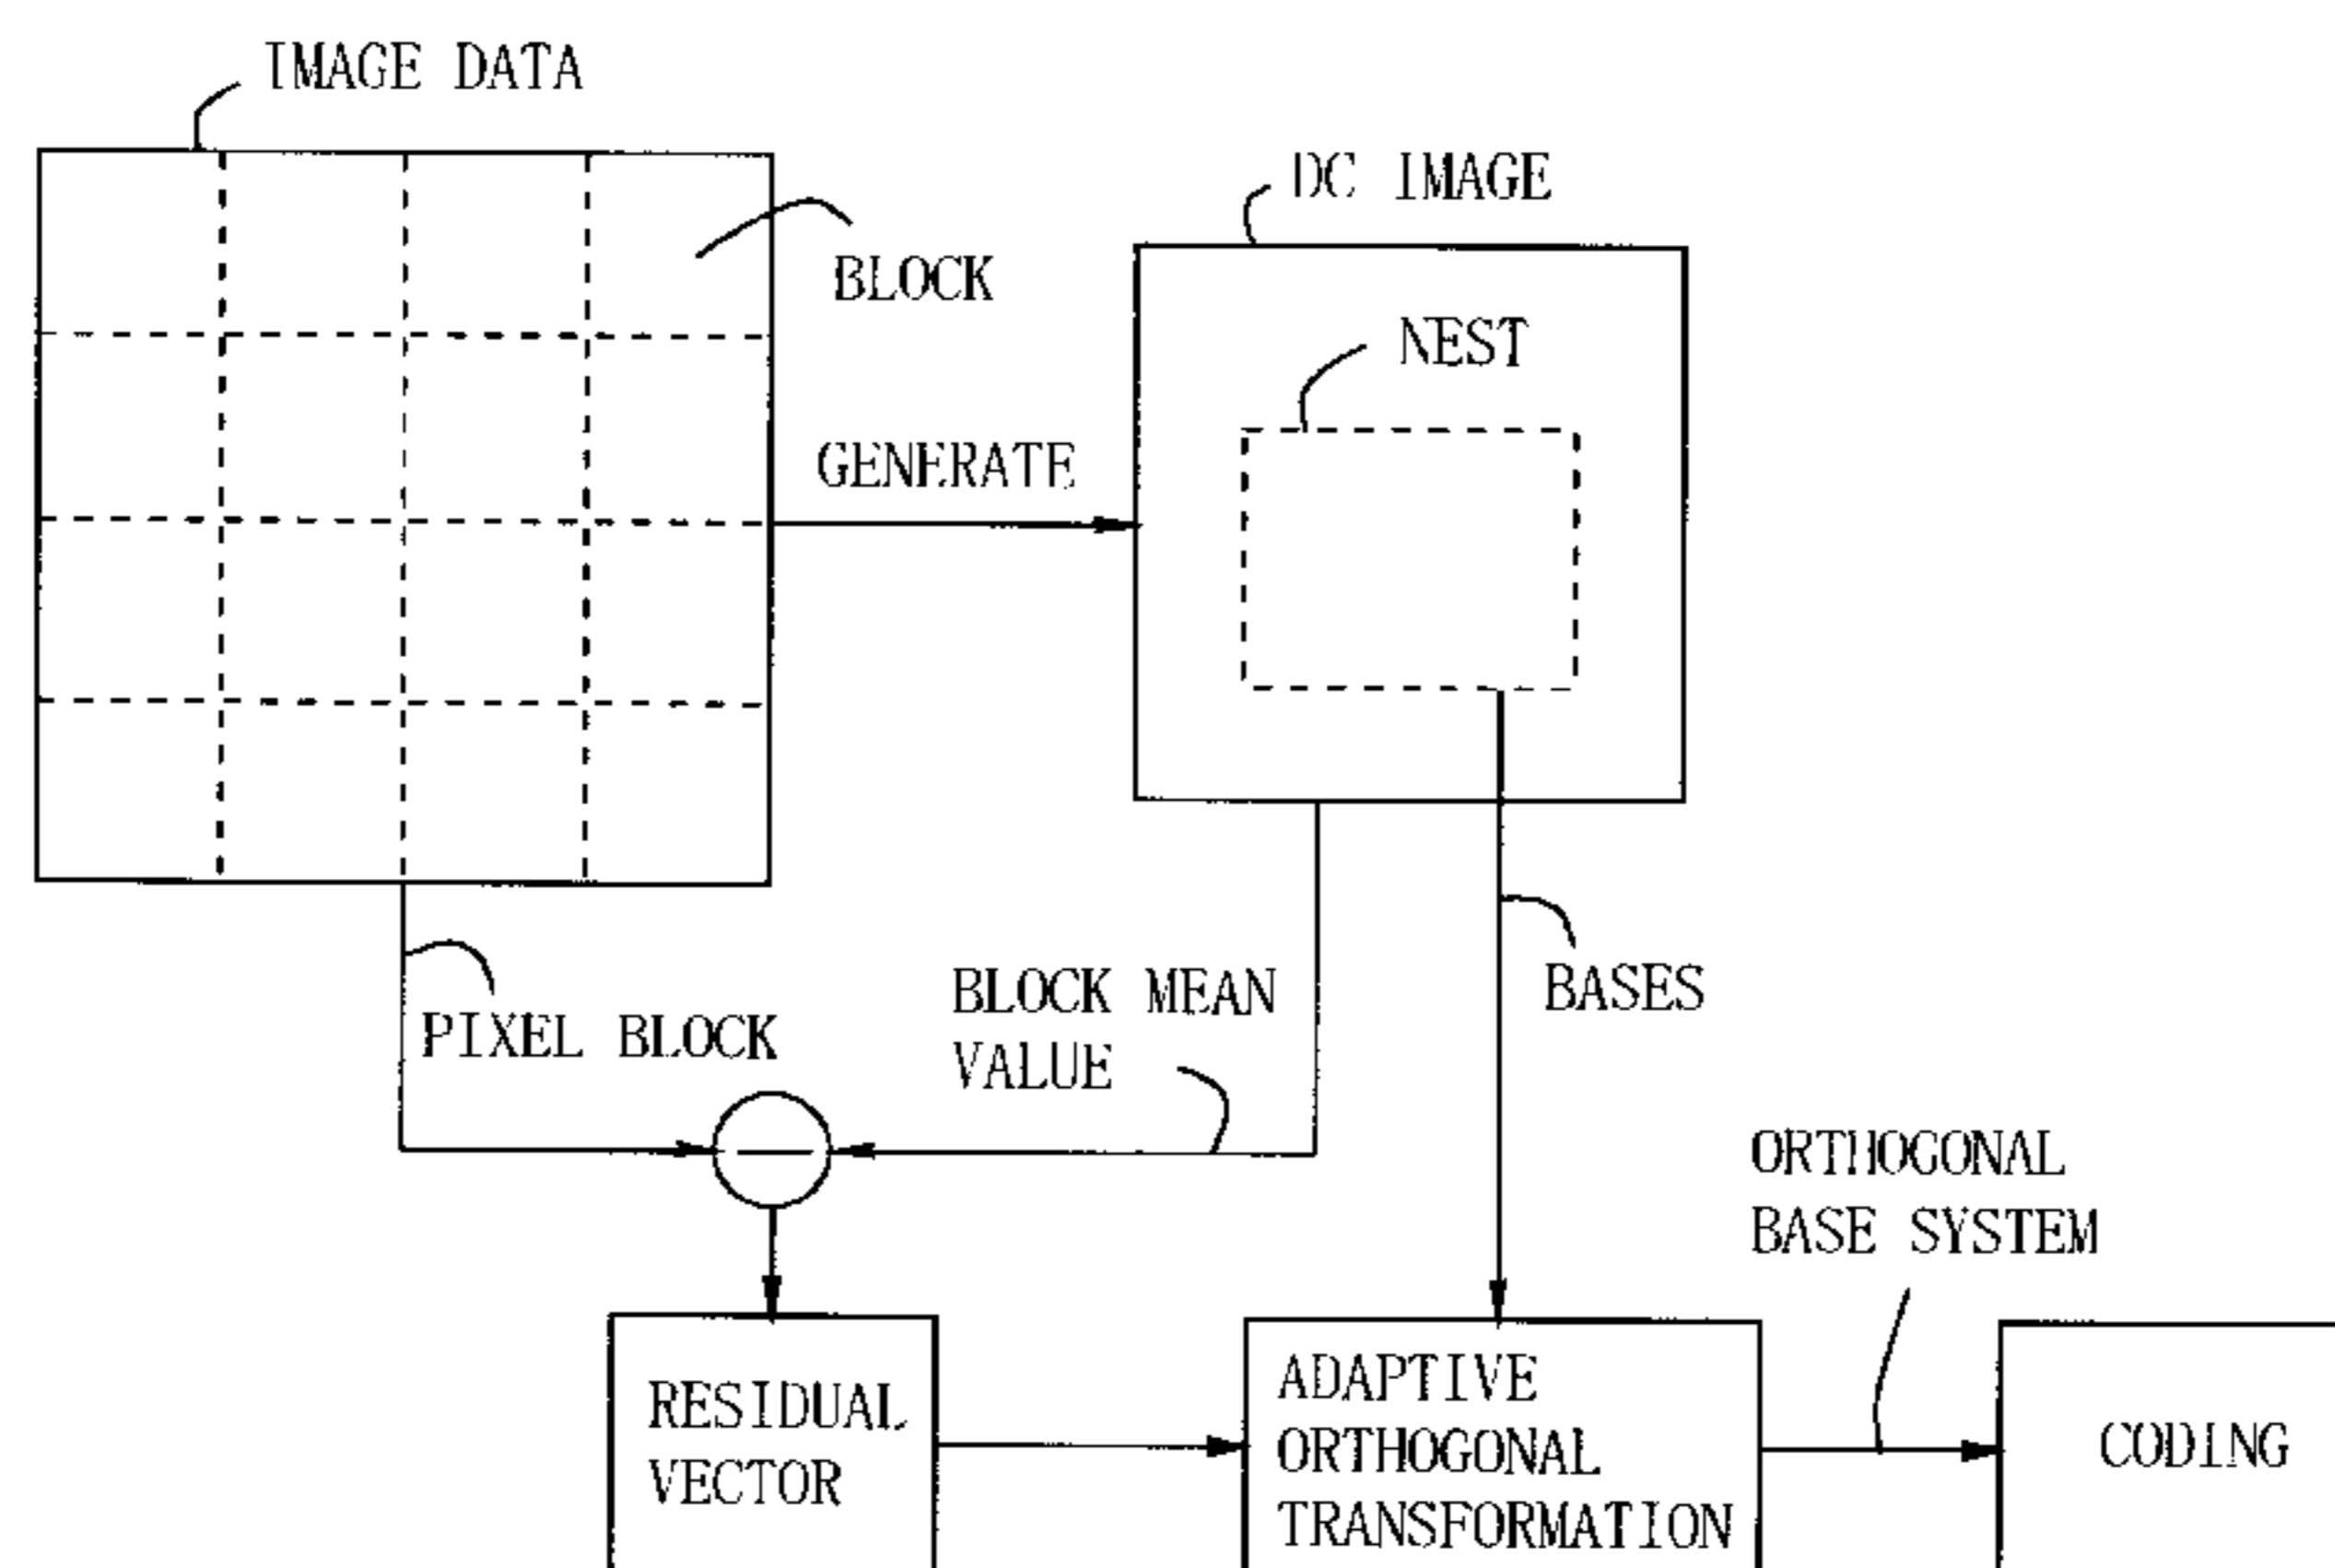 IMAGE DATA
DC IMAGE
BLOCK
NEST
GENERATE
BLOCK MEAN
VALUE
BASES
PIXEL BLOCK
ORTHOGONAL
BASE SYSTEM
RESIDUAL
VECTOR
ADAPTIVE
ORTHOGONAL
TRANSFORMATION
CODING